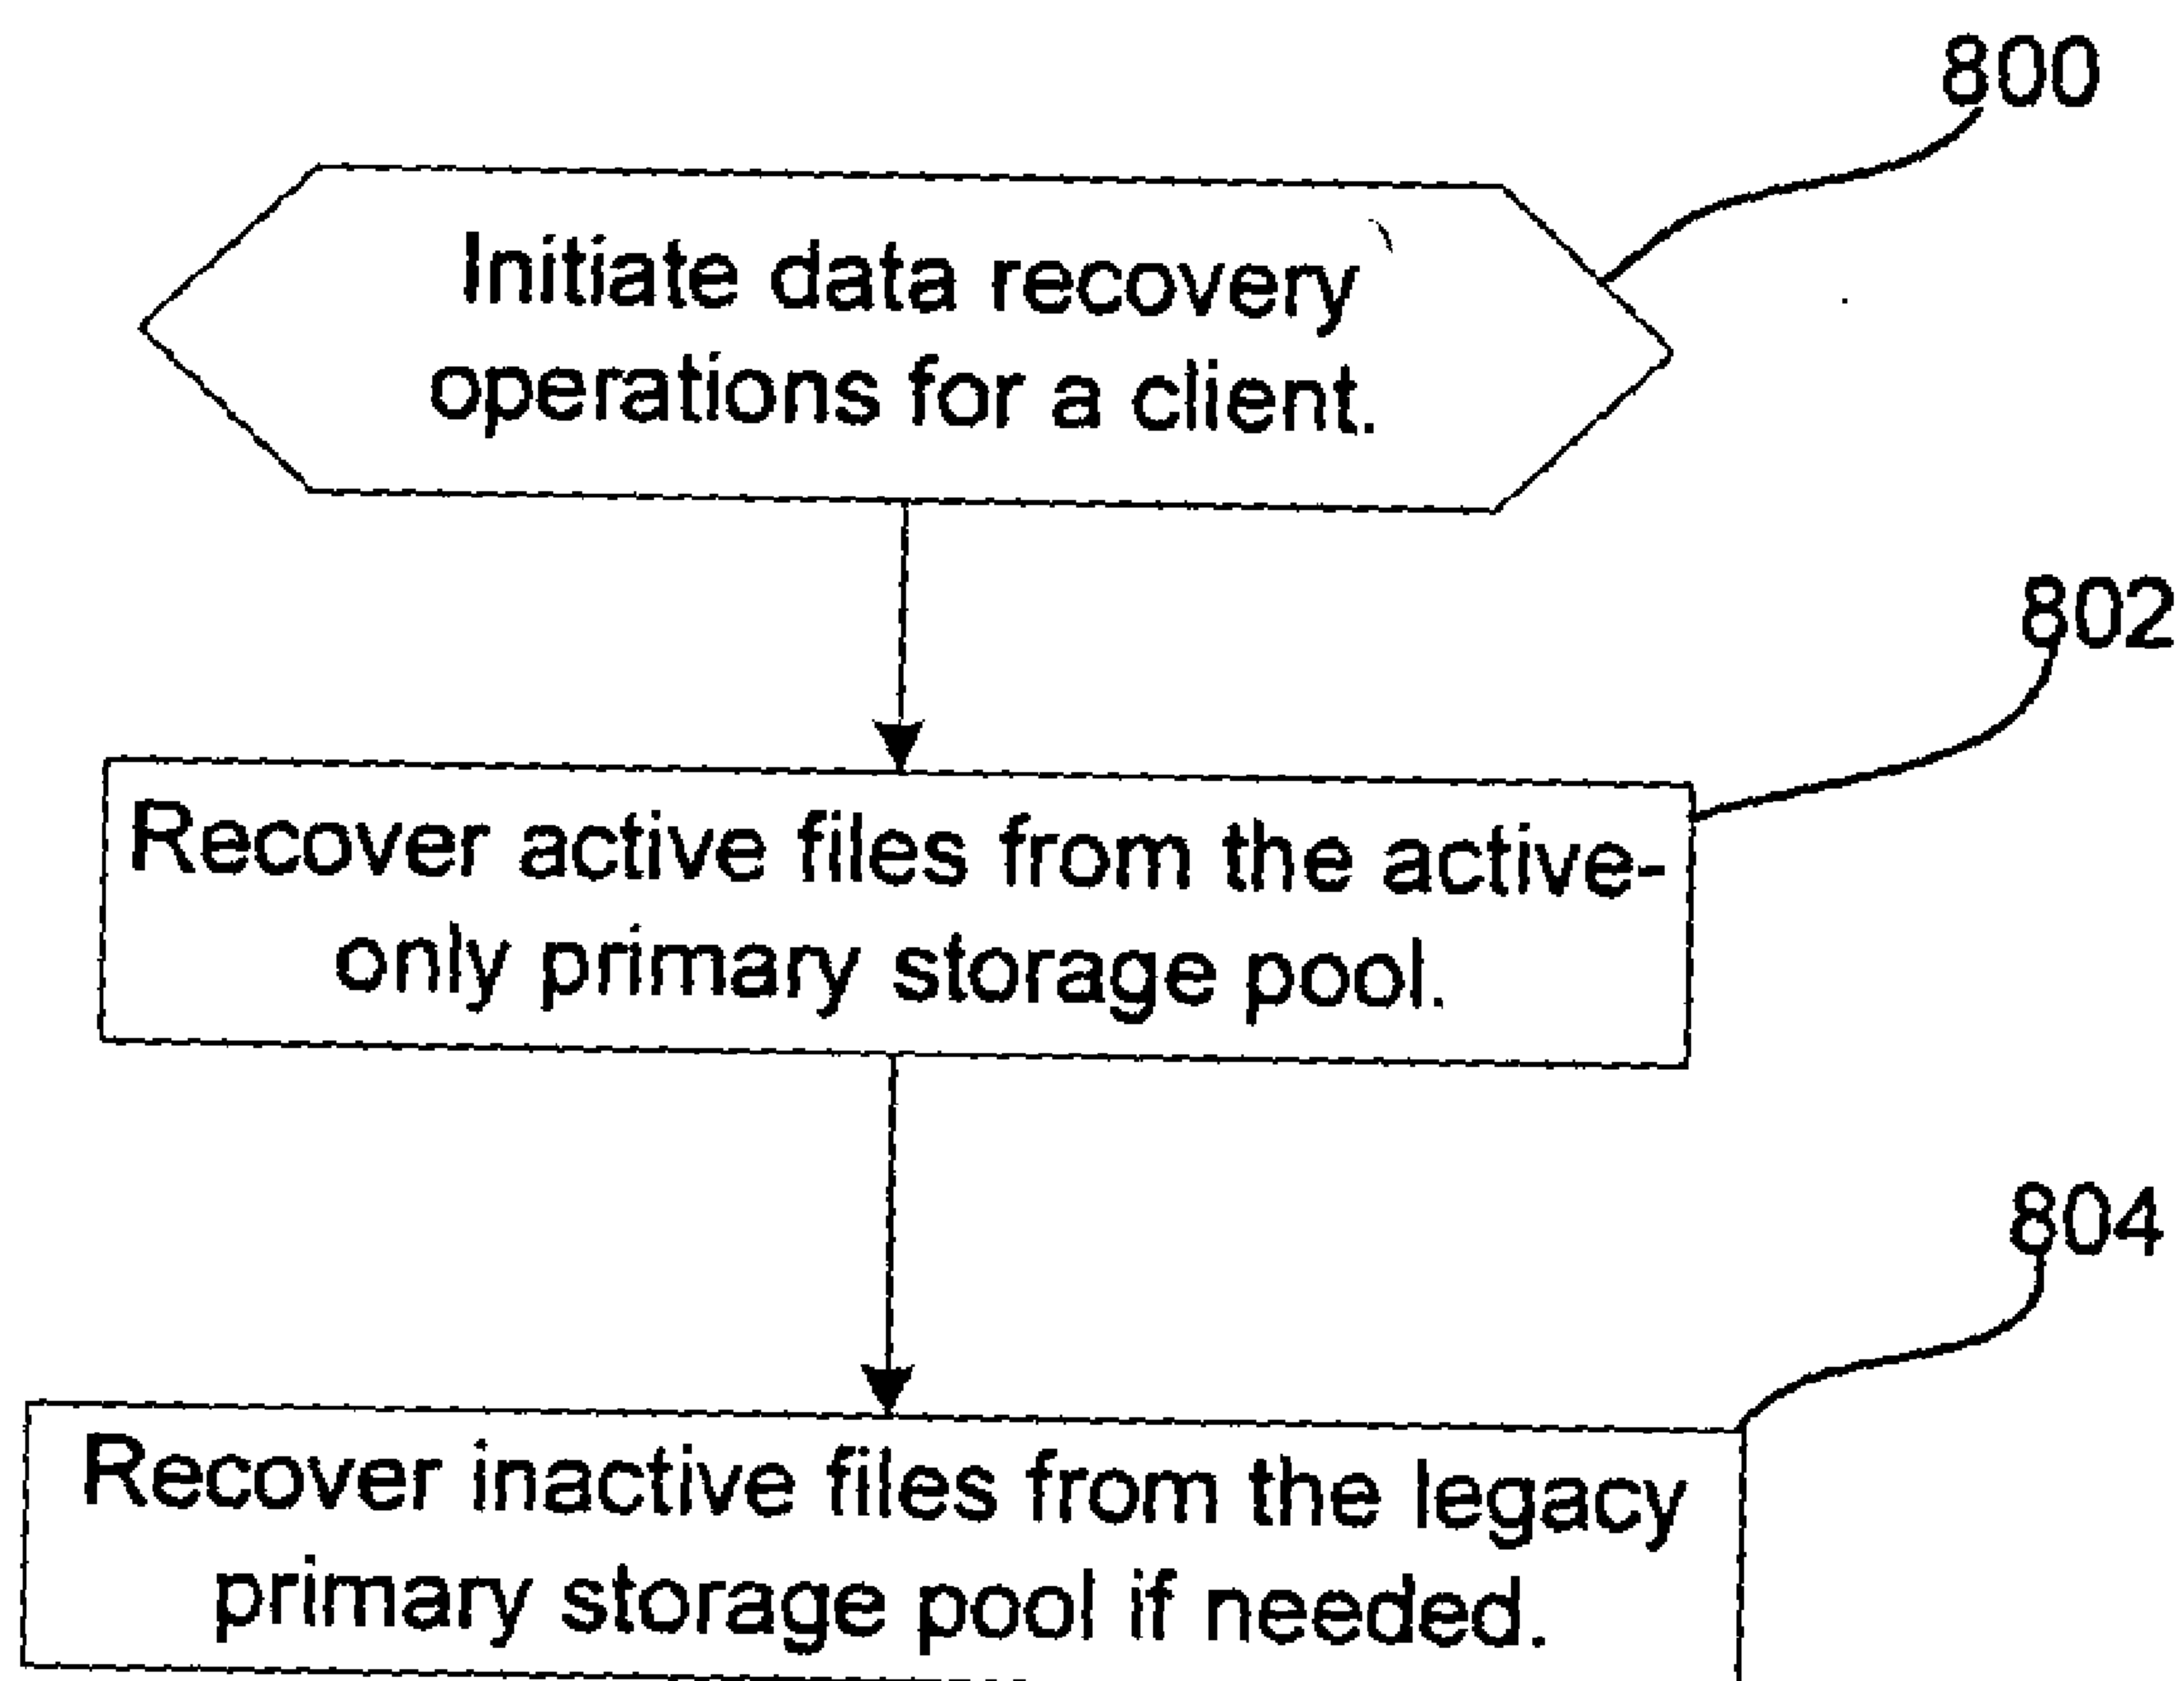 800
Initiate data recovery
operations for a client.
802
Recover active files from the active-
only primary storage pool.
804
Recover inactive files from the legacy
primary storage pool if needed.